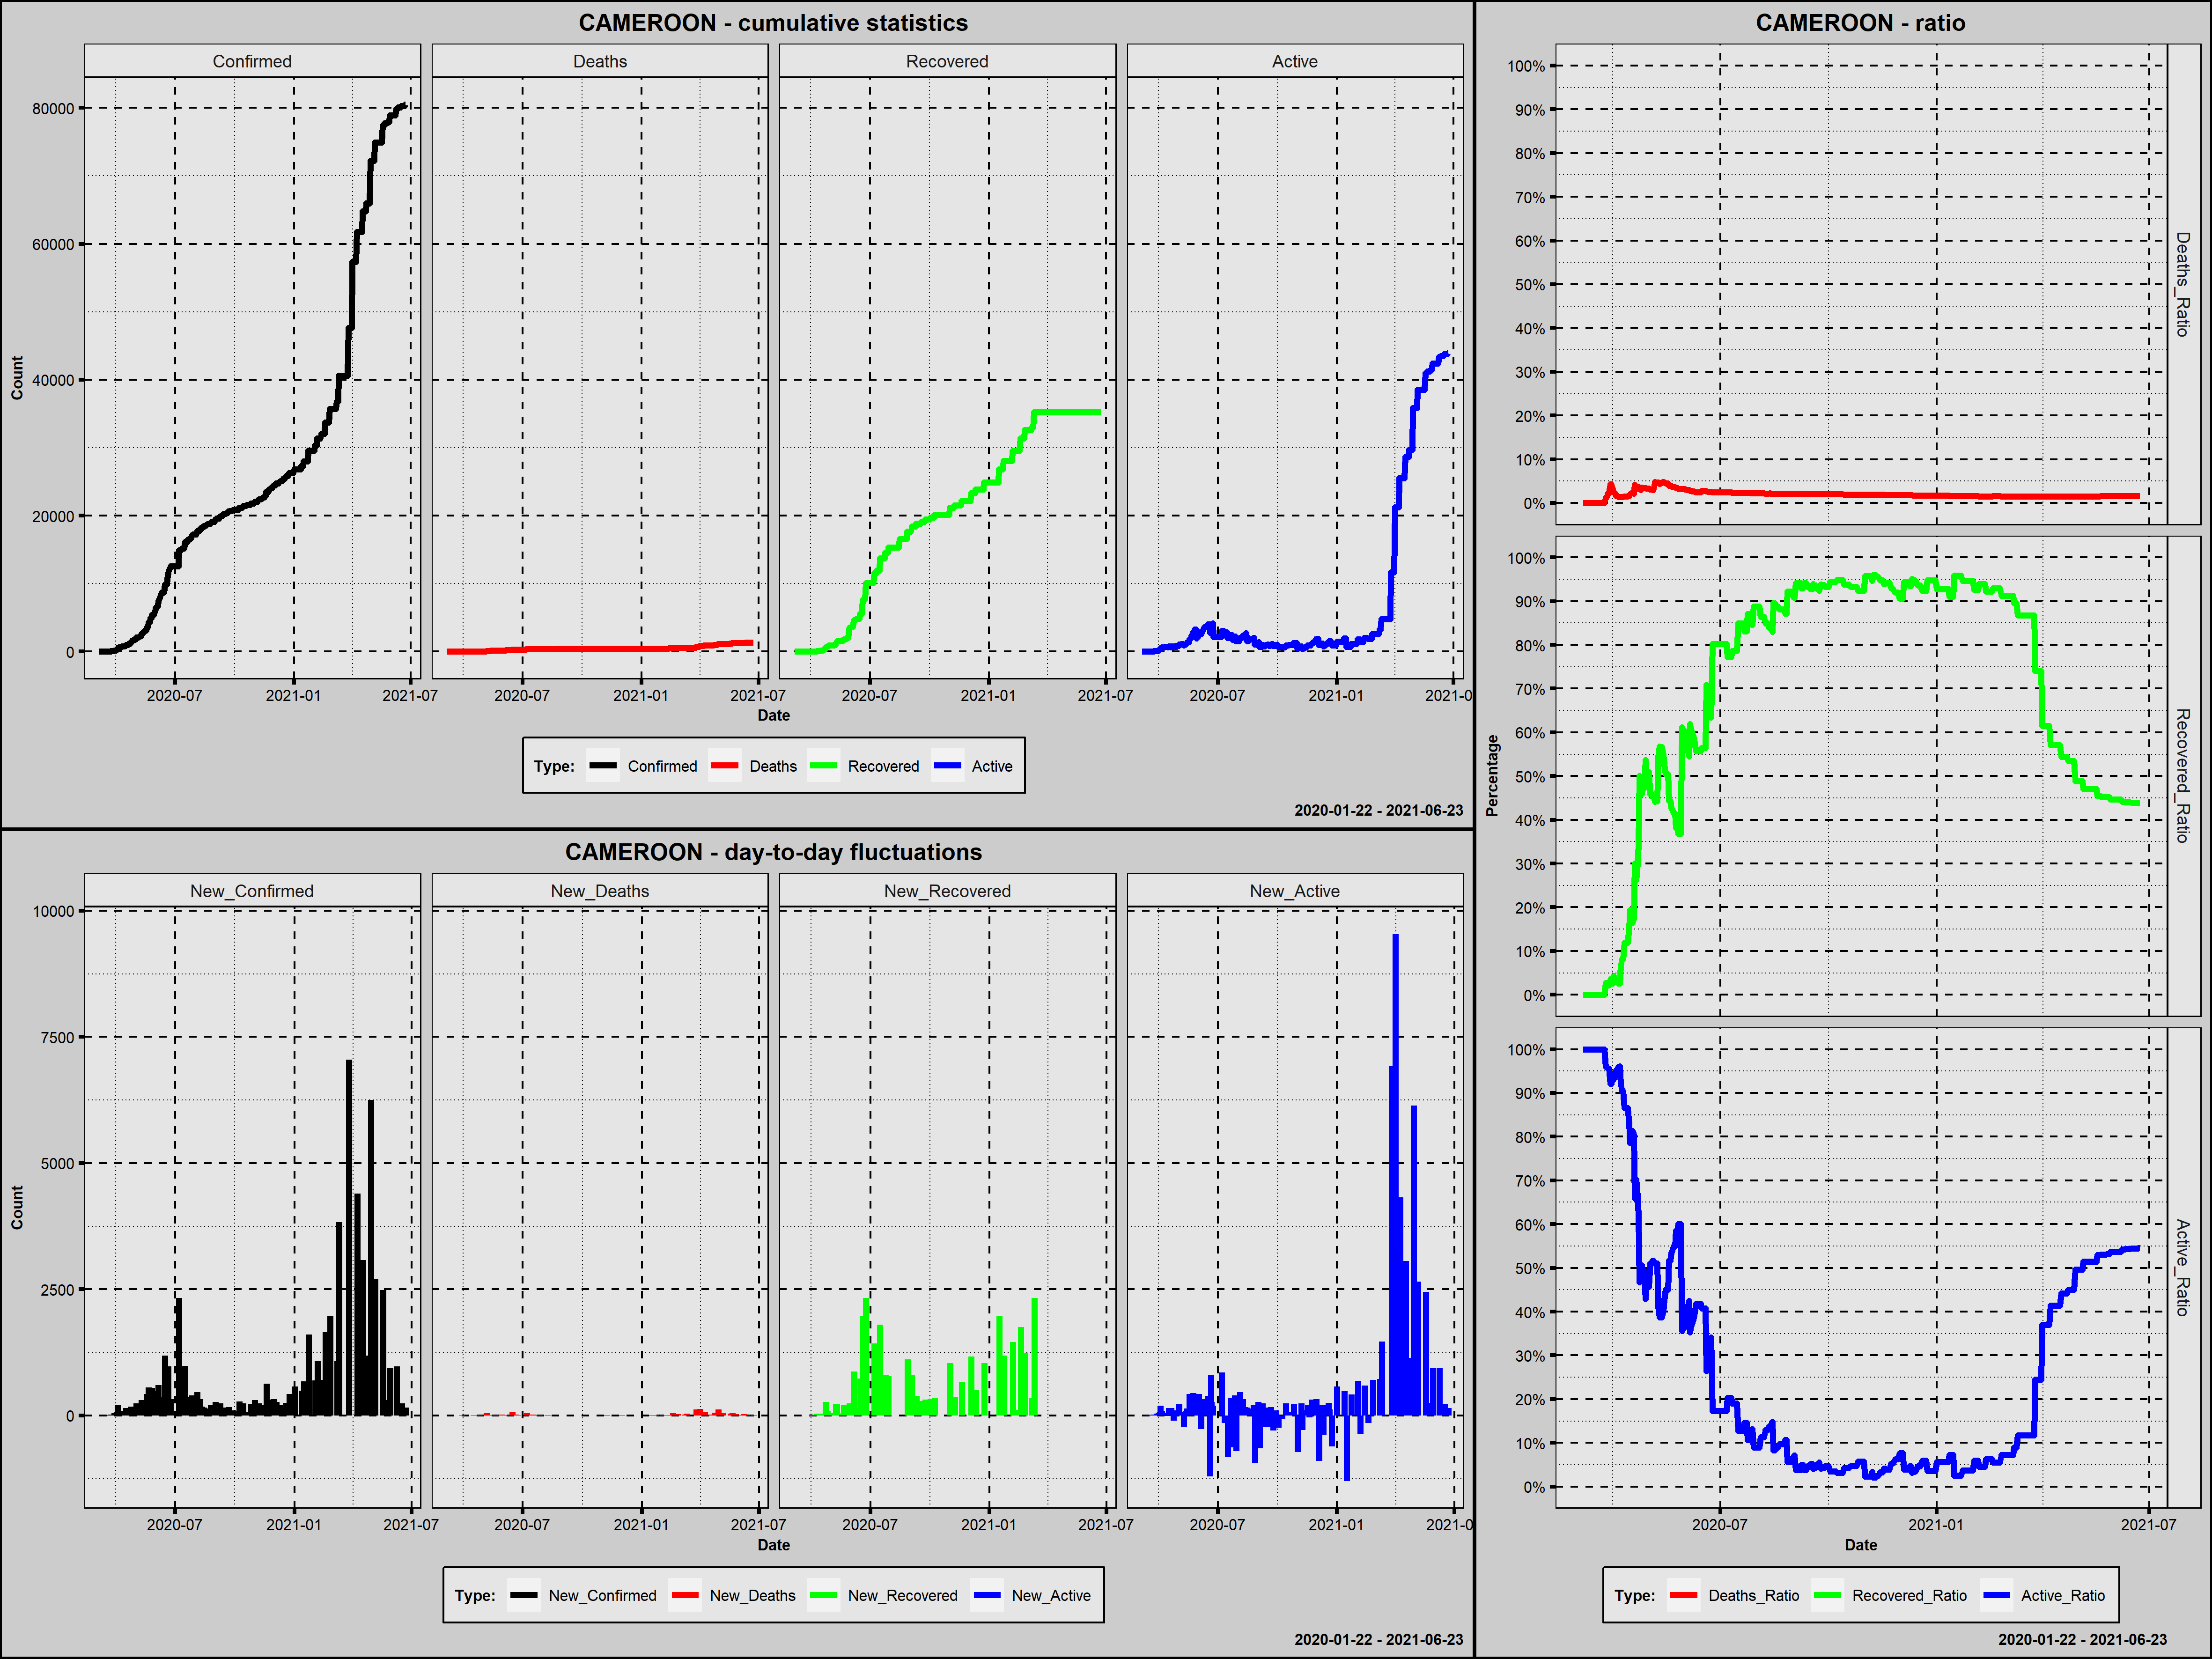 CAMEROON - cumulative statistics
Confirmed Deaths Recovered Active
Count
80000
60000
40000
20000
0
2020-07 2021-01 2021-07 2020-07 2021-01 2021-07 2020-07 2021-01 2021-07 2020-07 2021-01 2021-0
Date
Type: Confirmed Deaths Recovered Active
2020-01-22 - 2021-06-23
CAMEROON - day-to-day fluctuations
New_Confirmed New_Deaths New_Recovered New_Active
Count
10000
7500
5000
2500
0
2020-07 2021-01 2021-07 2020-07 2021-01 2021-07 2020-07 2021-01 2021-07 2020-07 2021-01 2021-0
Date
Type: New_Confirmed New_Deaths New_Recovered New_Active
2020-01-22 - 2021-06-23
CAMEROON - ratio
Percentage
100%
90%
80%
70%
60%
50%
40%
30%
20%
10%
0%
Deaths_Ratio
100%
90%
80%
70%
60%
50%
40%
30%
20%
10%
0%
Recovered_Ratio
100%
90%
80%
70%
60%
50%
40%
30%
20%
10%
0%
Active_Ratio
2020-07 2021-01 2021-07
Date
Type: Deaths_Ratio Recovered_Ratio Active_Ratio
2020-01-22 - 2021-06-23